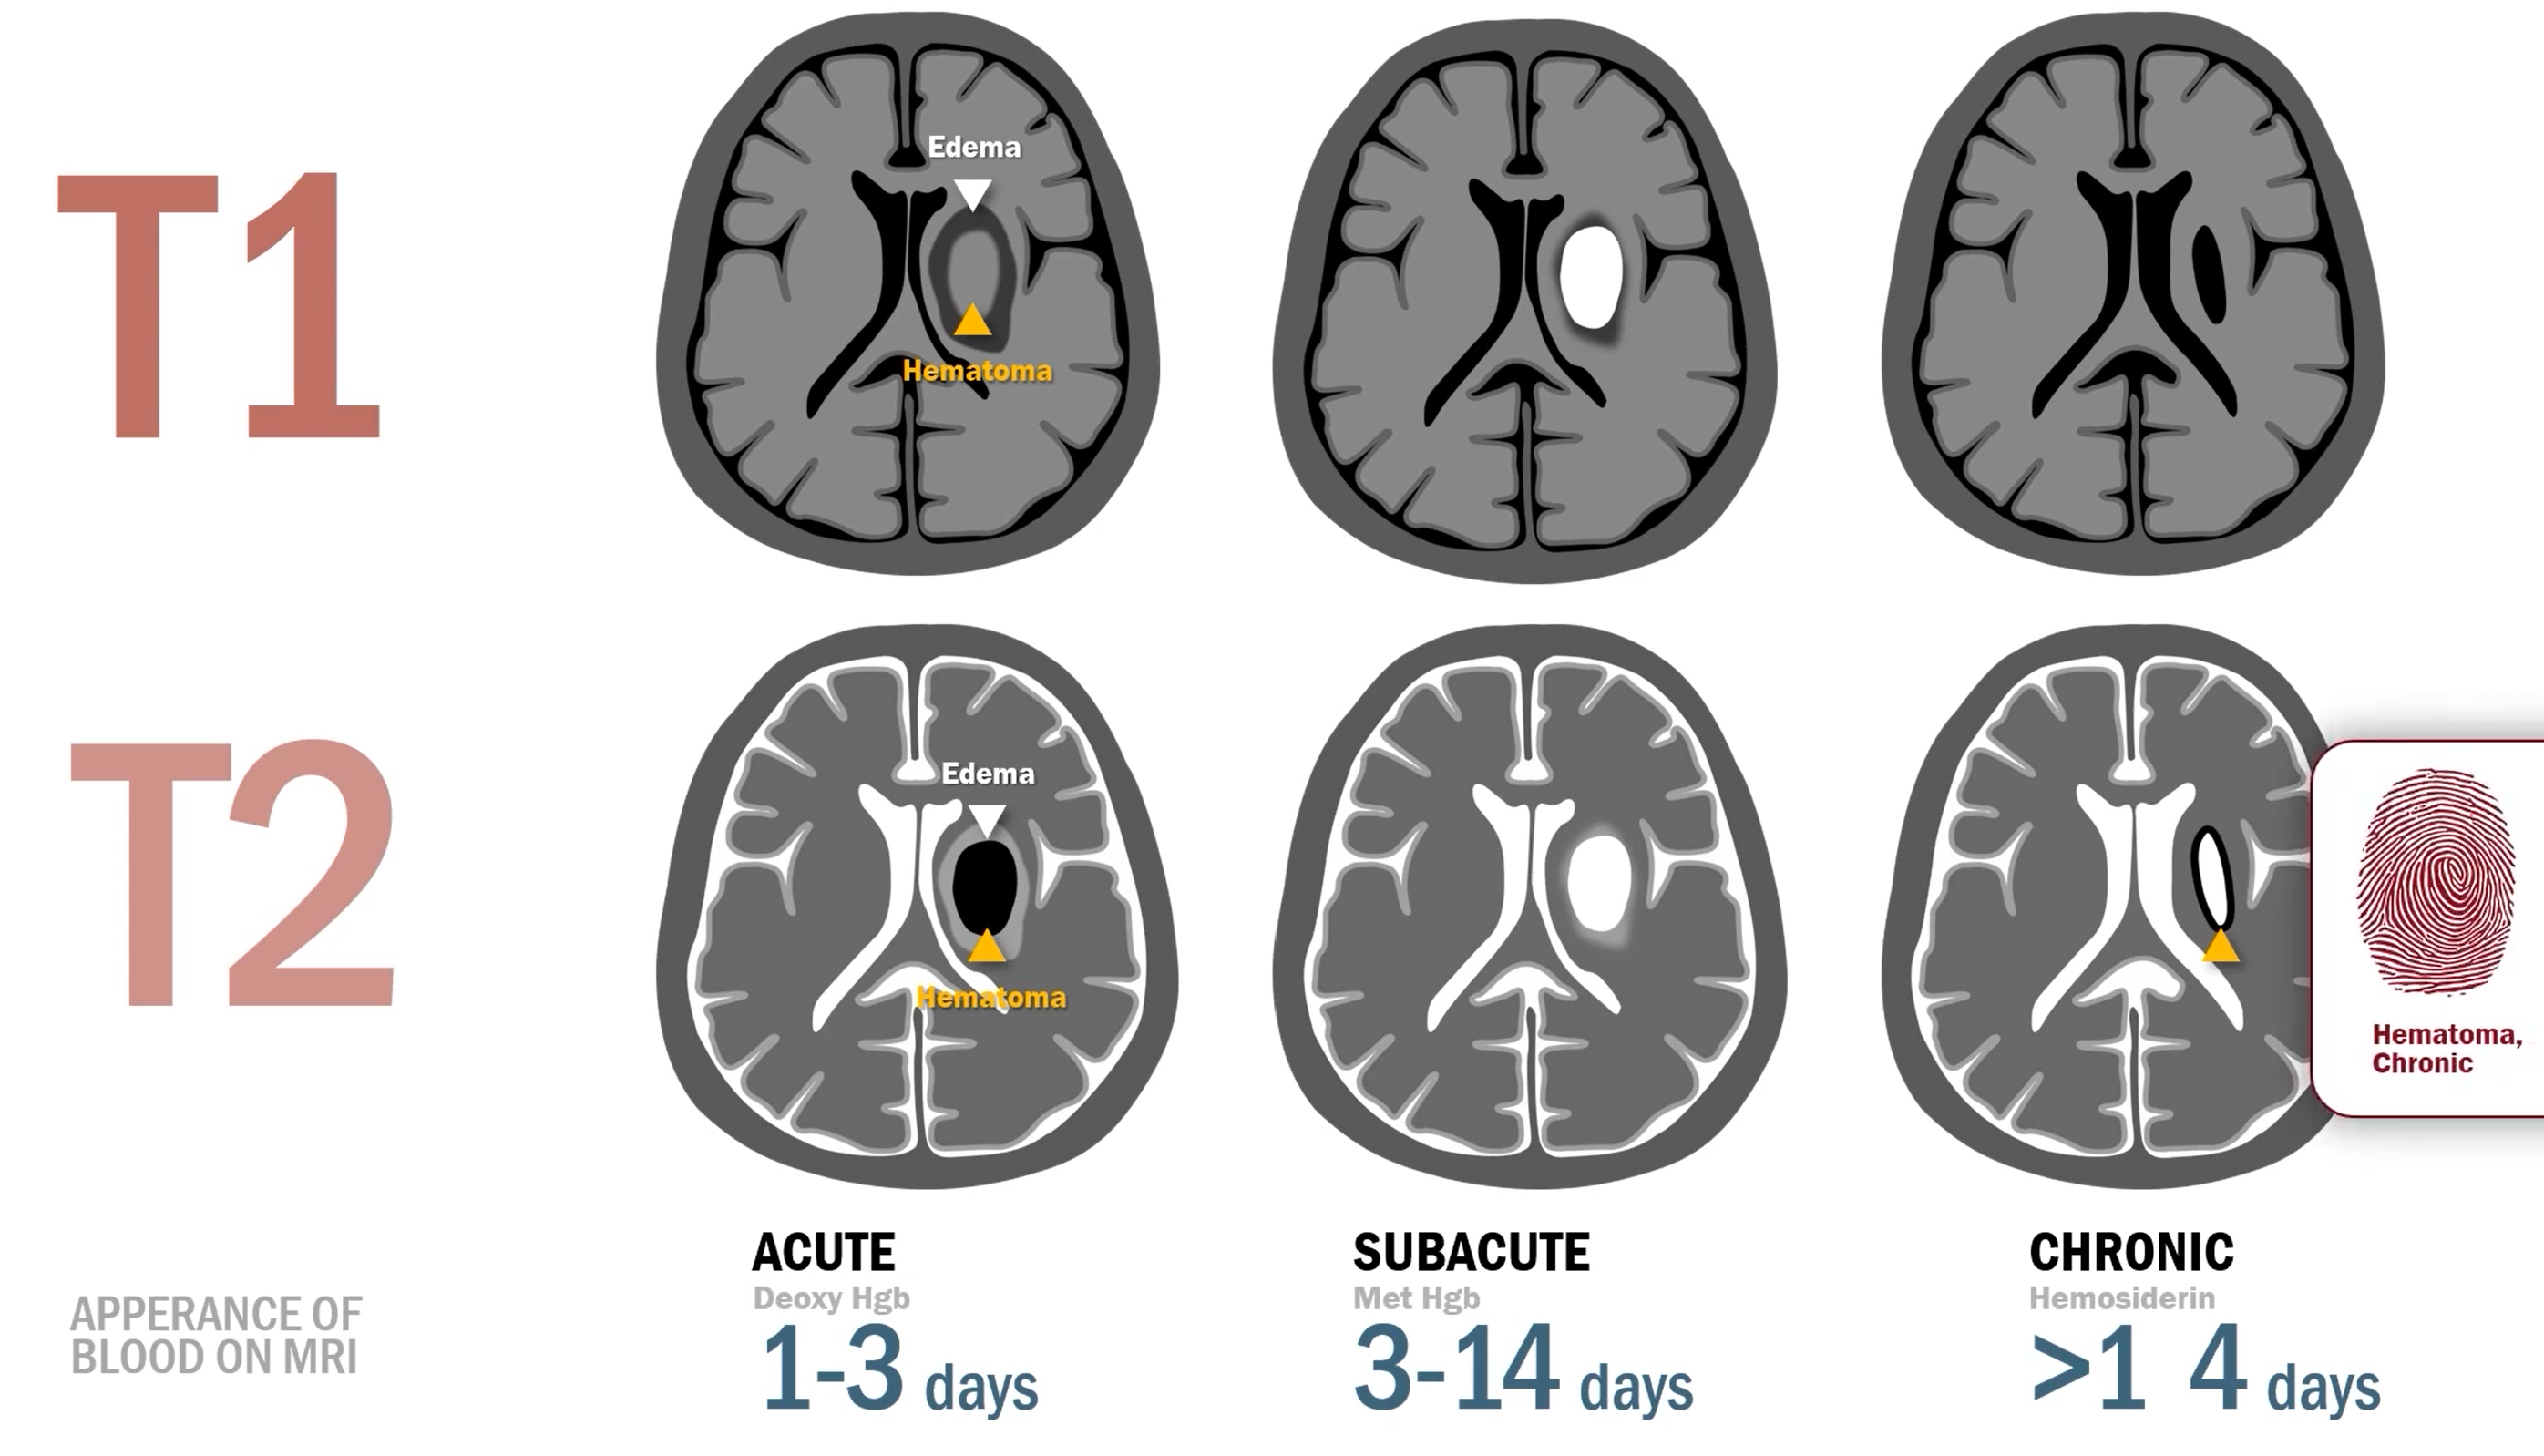 T1
Edema
Hematoma
T2
Edema
Hematoma
Hematoma,
Chronic
ACUTE
Deoxy Hgb
1-3 days
SUBACUTE
Met Hgb
3-14 days
CHRONIC
Hemosiderin
>1 4 days
APPERANCE OF
BLOOD ON MRI